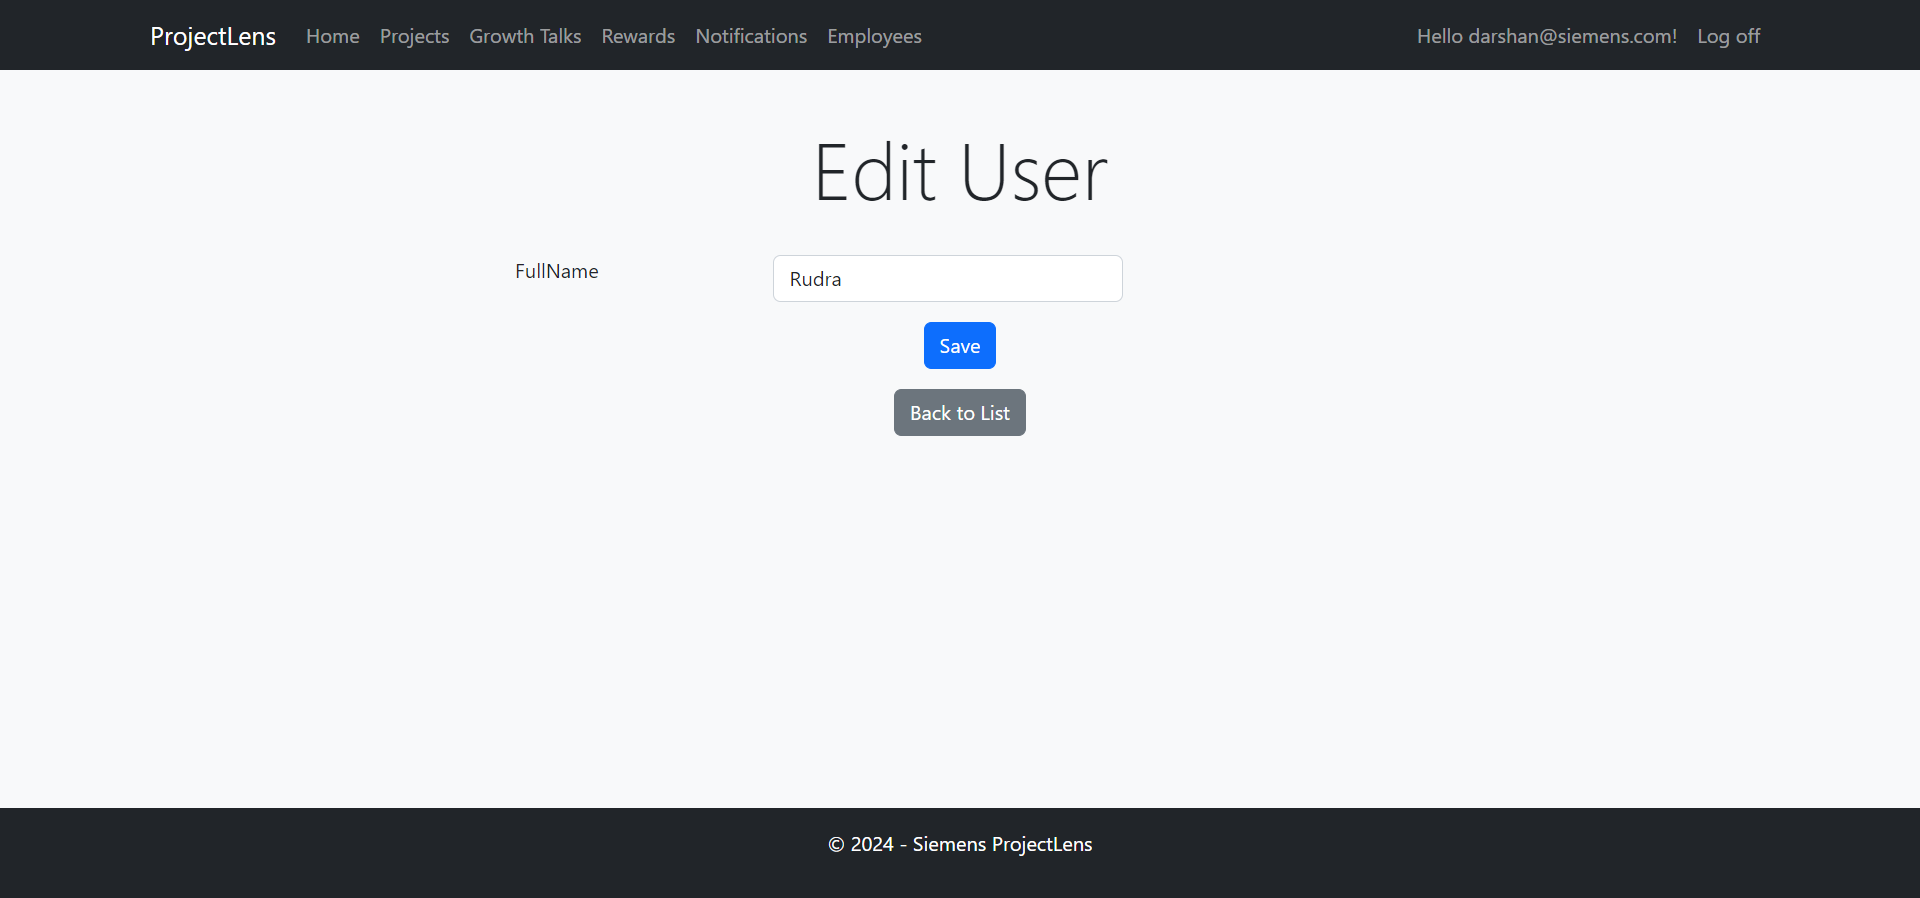 ProjectLens Home Projects Growth Talks Rewards Notifications Employees Hello darshan@siemens.com! Log off
Edit User
FullName Rudra
Save
Back to List
© 2024 - Siemens ProjectLens